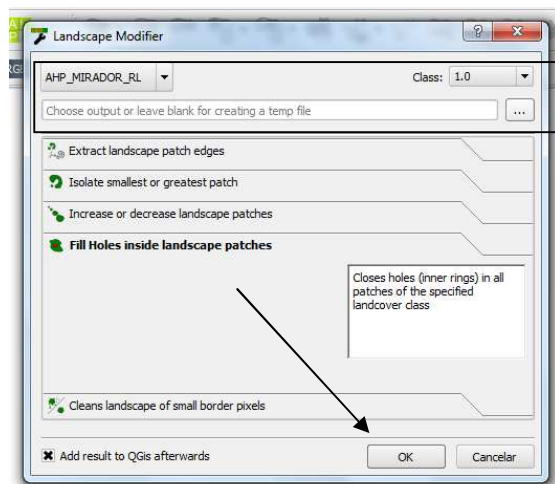 Landscape Modifier
AHP_MIRADOR_RL Class: 1.0
Choose output or leave blank for creating a temp file ...
Extract landscape patch edges
Isolate smallest or greatest patch
Increase or decrease landscape patches
Fill Holes inside landscape patches
Closes holes (inner rings) in all
patches of the specified
landcover class
Cleans landscape of small border pixels
Add result to QGis afterwards OK Cancelar